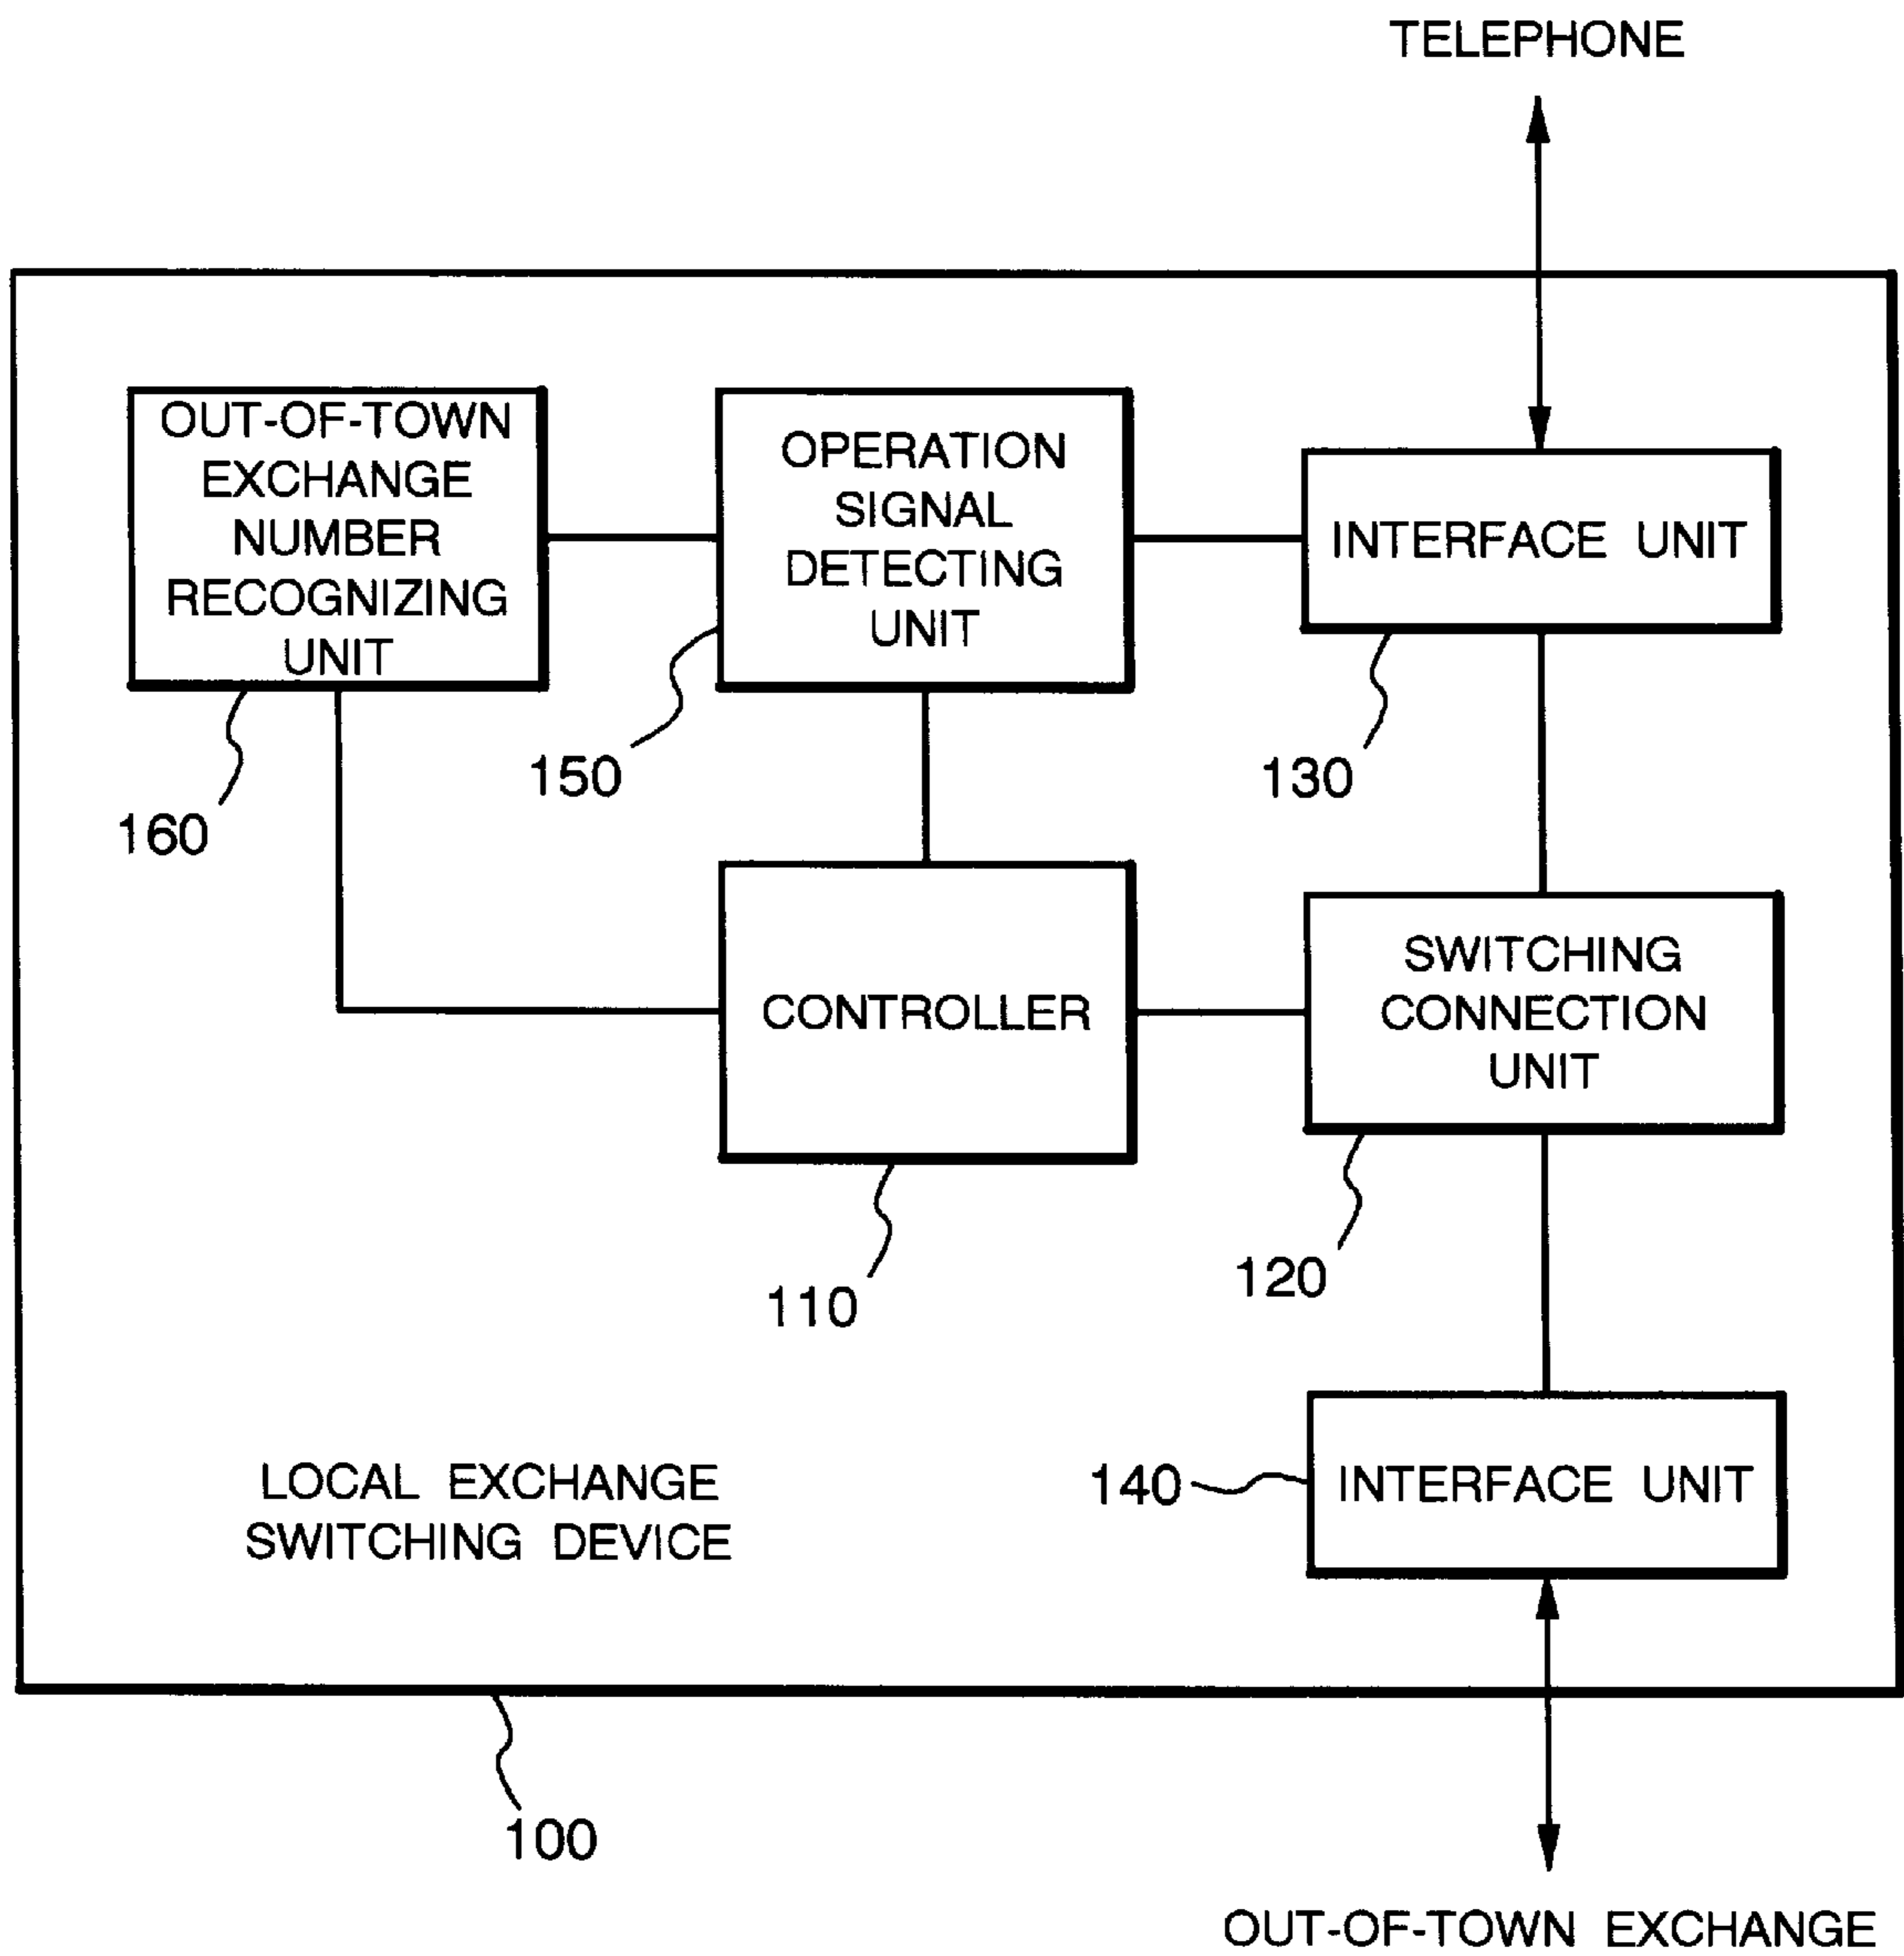 TELEPHONE
OUT-OF-TOWN
EXCHANGE
NUMBER
RECOGNIZING
UNIT
OPERATION
SIGNAL
DETECTING
UNIT
INTERFACE UNIT
160
150
130
CONTROLLER
SWITCHING
CONNECTION
UNIT
110
120
LOCAL EXCHANGE
SWITCHING DEVICE
140
INTERFACE UNIT
100
OUT-OF-TOWN EXCHANGE